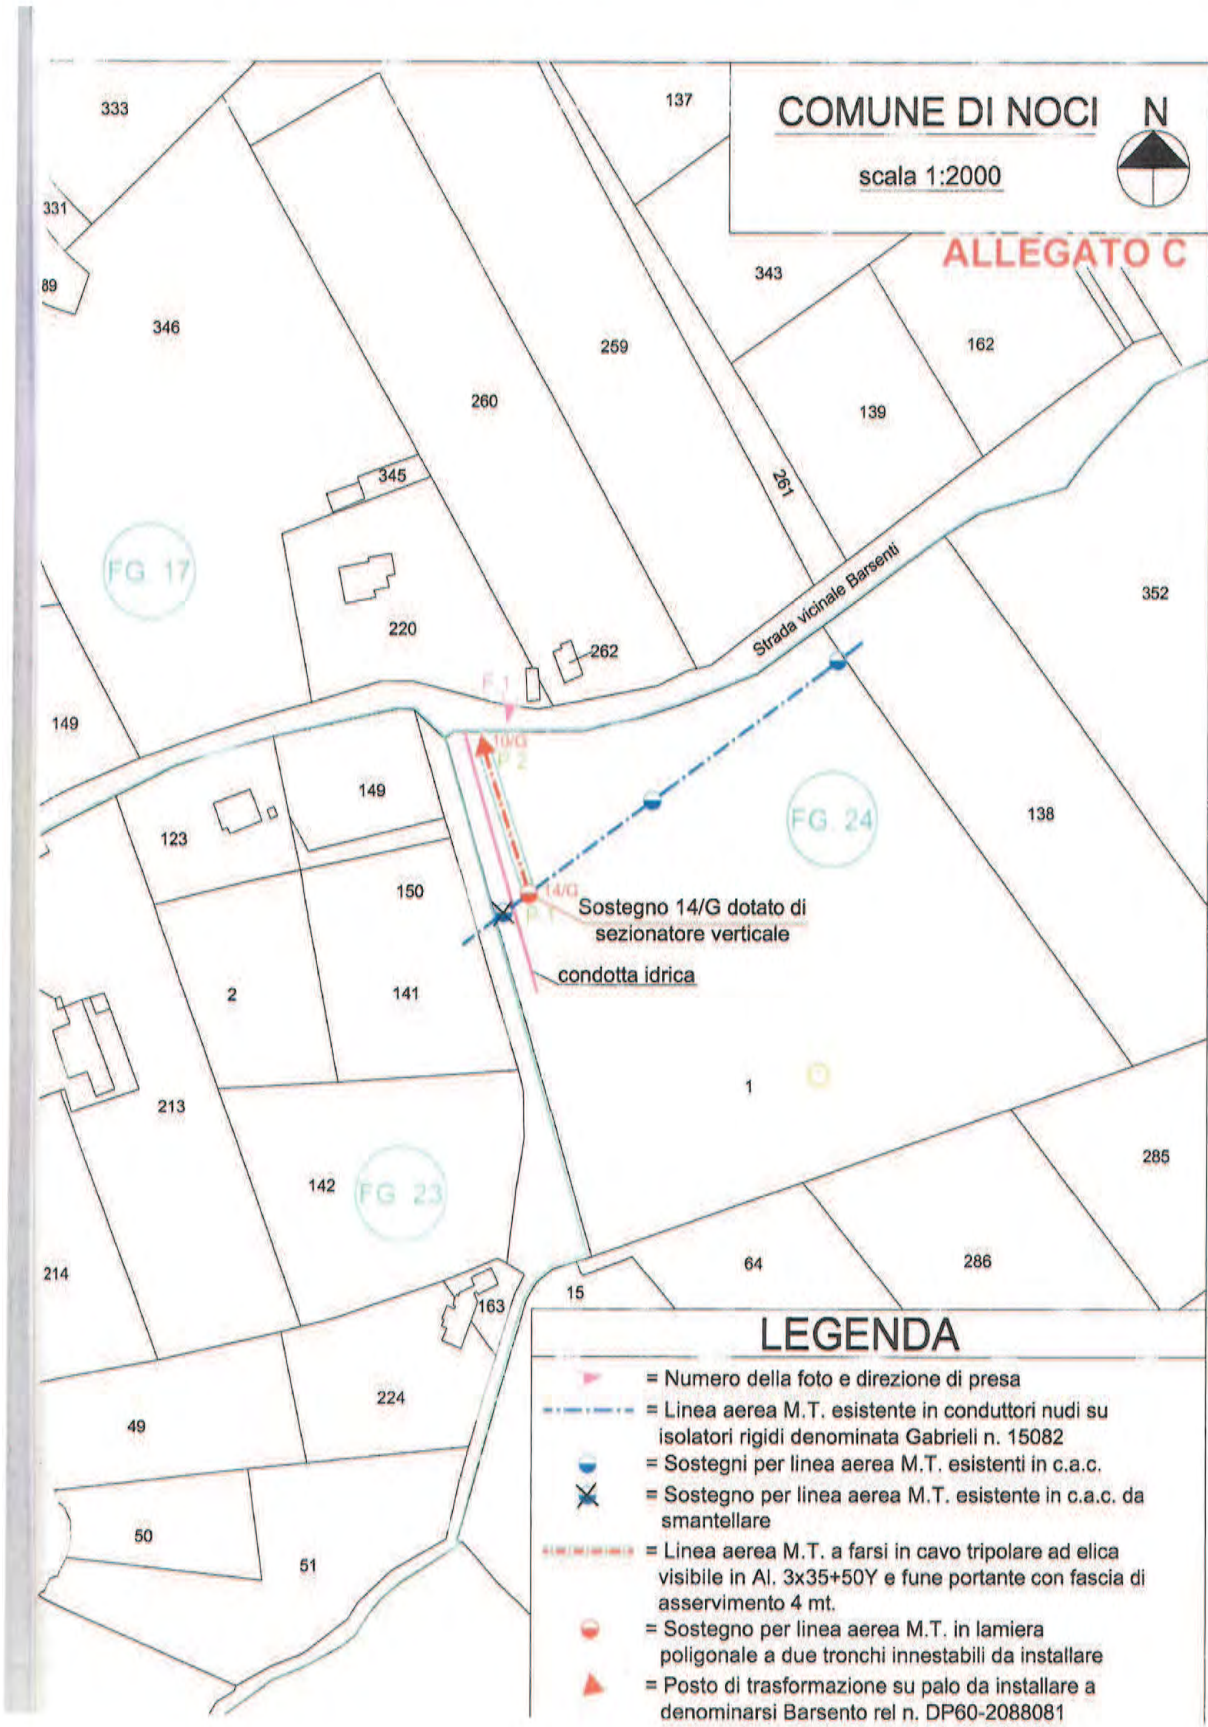 COMUNE DI NOCI
N
scala 1:2000
ALLEGATO C
333
137
331
89
343
346
259
162
260
139
345
261
FG. 17
Strada vicinale Barsenti
352
220
262
F. 1
149
10/G
P. 2
149
FG. 24
138
123
150
14/G
P. 1
Sostegno 14/G dotato di
sezionatore verticale
condotta idrica
2
141
1
213
142
FG. 23
285
214
64
286
15
163
224
49
50
51
LEGENDA
= Numero della foto e direzione di presa
= Linea aerea M.T. esistente in conduttori nudi su
isolatori rigidi denominata Gabrieli n. 15082
= Sostegni per linea aerea M.T. esistenti in c.a.c.
= Sostegno per linea aerea M.T. esistente in c.a.c. da
smantellare
= Linea aerea M.T. a farsi in cavo tripolare ad elica
visibile in Al. 3x35+50Y e fune portante con fascia di
asservimento 4 mt.
= Sostegno per linea aerea M.T. in lamiera
poligonale a due tronchi innestabili da installare
= Posto di trasformazione su palo da installare a
denominarsi Barsento rel n. DP60-2088081